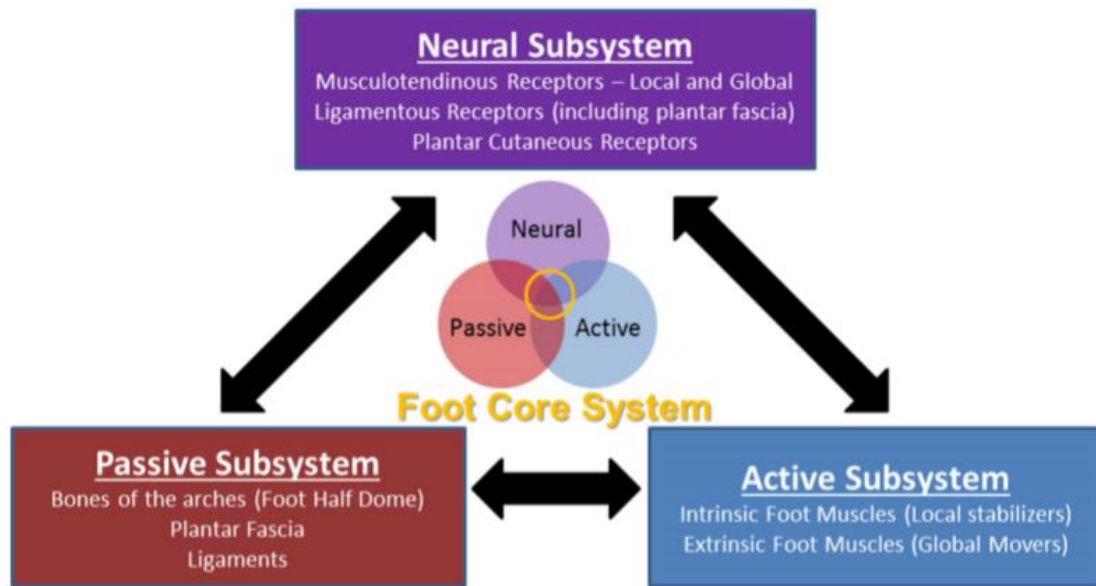 Neural Subsystem
Musculotendinous Receptors – Local and Global
Ligamentous Receptors (including plantar fascia)
Plantar Cutaneous Receptors
Neural
Passive
Active
Foot Core System
Passive Subsystem
Bones of the arches (Foot Half Dome)
Plantar Fascia
Ligaments
Active Subsystem
Intrinsic Foot Muscles (Local stabilizers)
Extrinsic Foot Muscles (Global Movers)